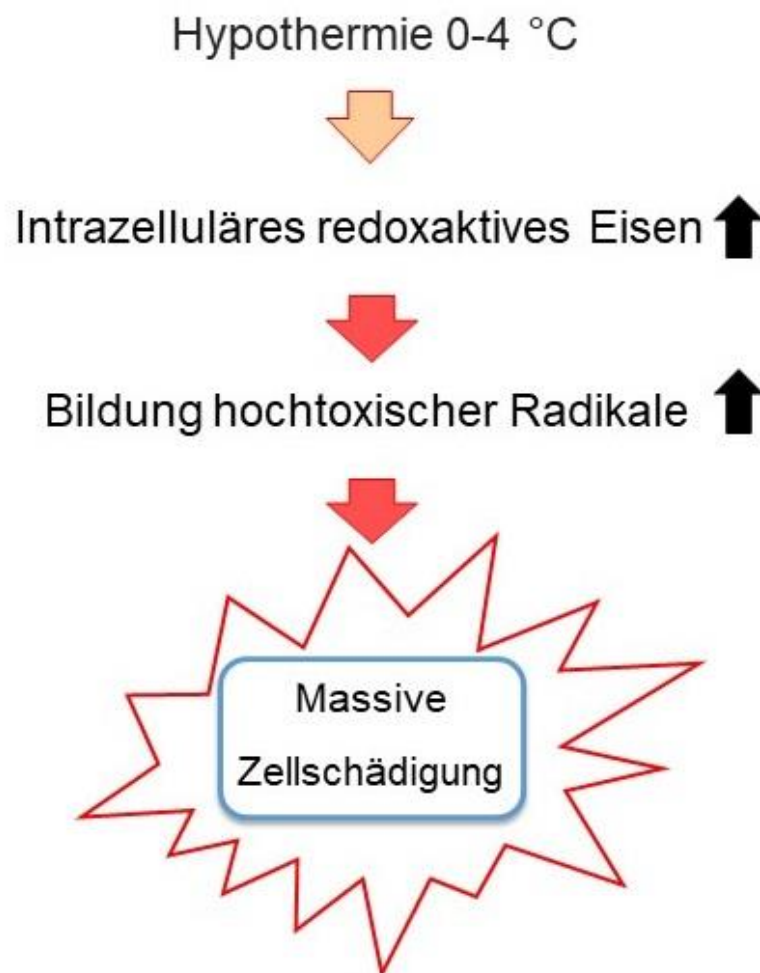 Hypothermie 0-4 °C
Intrazelluläres redoxaktives Eisen
Bildung hochtoxischer Radikale
Massive
Zellschädigung